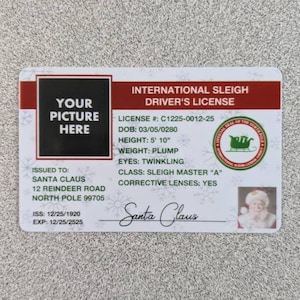 INTERNATIONAL SLEIGH
DRIVER'S LICENSE
YOUR
PICTURE
HERE
LICENSE #: C1225-0012-25
DOB: 03/05/0280
HEIGHT: 5' 10"
WEIGHT: PLUMP
EYES: TWINKLING
CLASS: SLEIGH MASTER "A"
CORRECTIVE LENSES: YES
ISSUED TO:
SANTA CLAUS
12 REINDEER ROAD
NORTH POLE 99705
ISS: 12/25/1920
EXP: 12/25/2525
Santa Claus